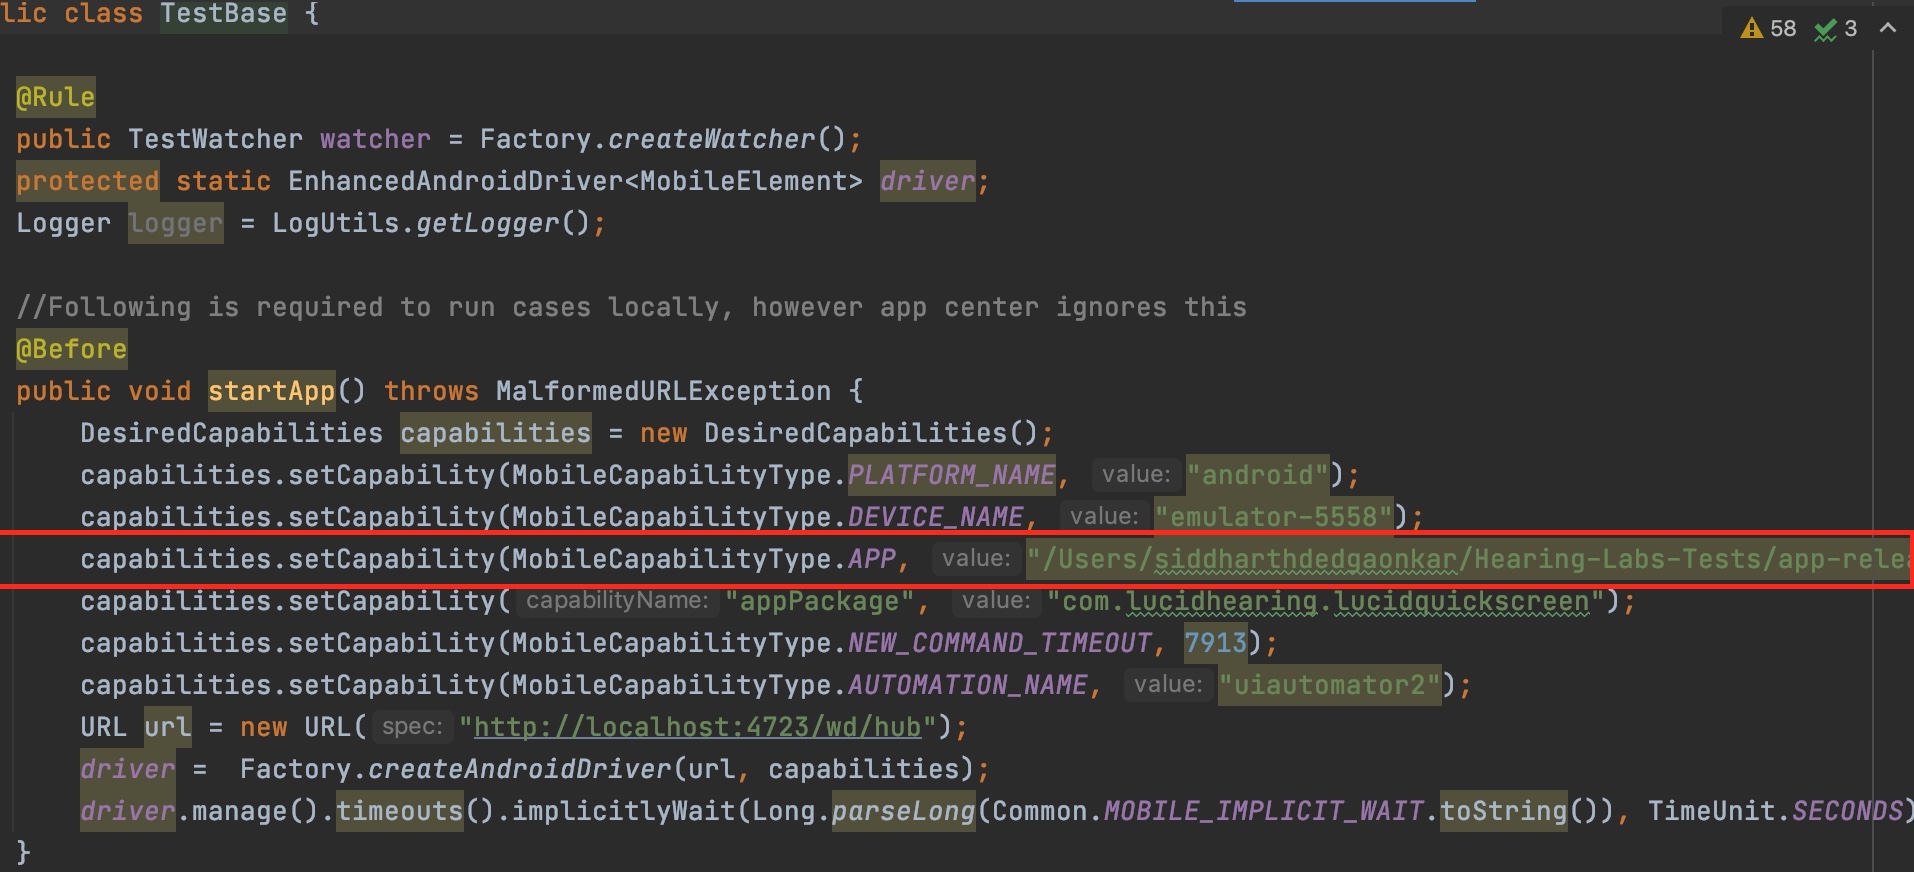 lic class TestBase {
58 3
@Rule
public TestWatcher watcher = Factory.createWatcher();
protected static EnhancedAndroidDriver<MobileElement> driver;
Logger logger = LogUtils.getLogger();
//Following is required to run cases locally, however app center ignores this
@Before
public void startApp() throws MalformedURLException {
DesiredCapabilities capabilities = new DesiredCapabilities();
capabilities.setCapability(MobileCapabilityType.PLATFORM_NAME, value: "android");
capabilities.setCapability(MobileCapabilityType.DEVICE_NAME, value: "emulator-5558");
capabilities.setCapability(MobileCapabilityType.APP, value: "/Users/siddharthdedgaonkar/Hearing-Labs-Tests/app-relea
capabilities.setCapability( capabilityName: "appPackage", value: "com.lucidhearing.lucidquickscreen");
capabilities.setCapability(MobileCapabilityType.NEW_COMMAND_TIMEOUT, 7913);
capabilities.setCapability(MobileCapabilityType.AUTOMATION_NAME, value: "uiautomator2");
URL url = new URL( spec: "http://localhost:4723/wd/hub");
driver = Factory.createAndroidDriver(url, capabilities);
driver.manage().timeouts().implicitlyWait(Long.parseLong(Common.MOBILE_IMPLICIT_WAIT.toString()), TimeUnit.SECONDS)
}